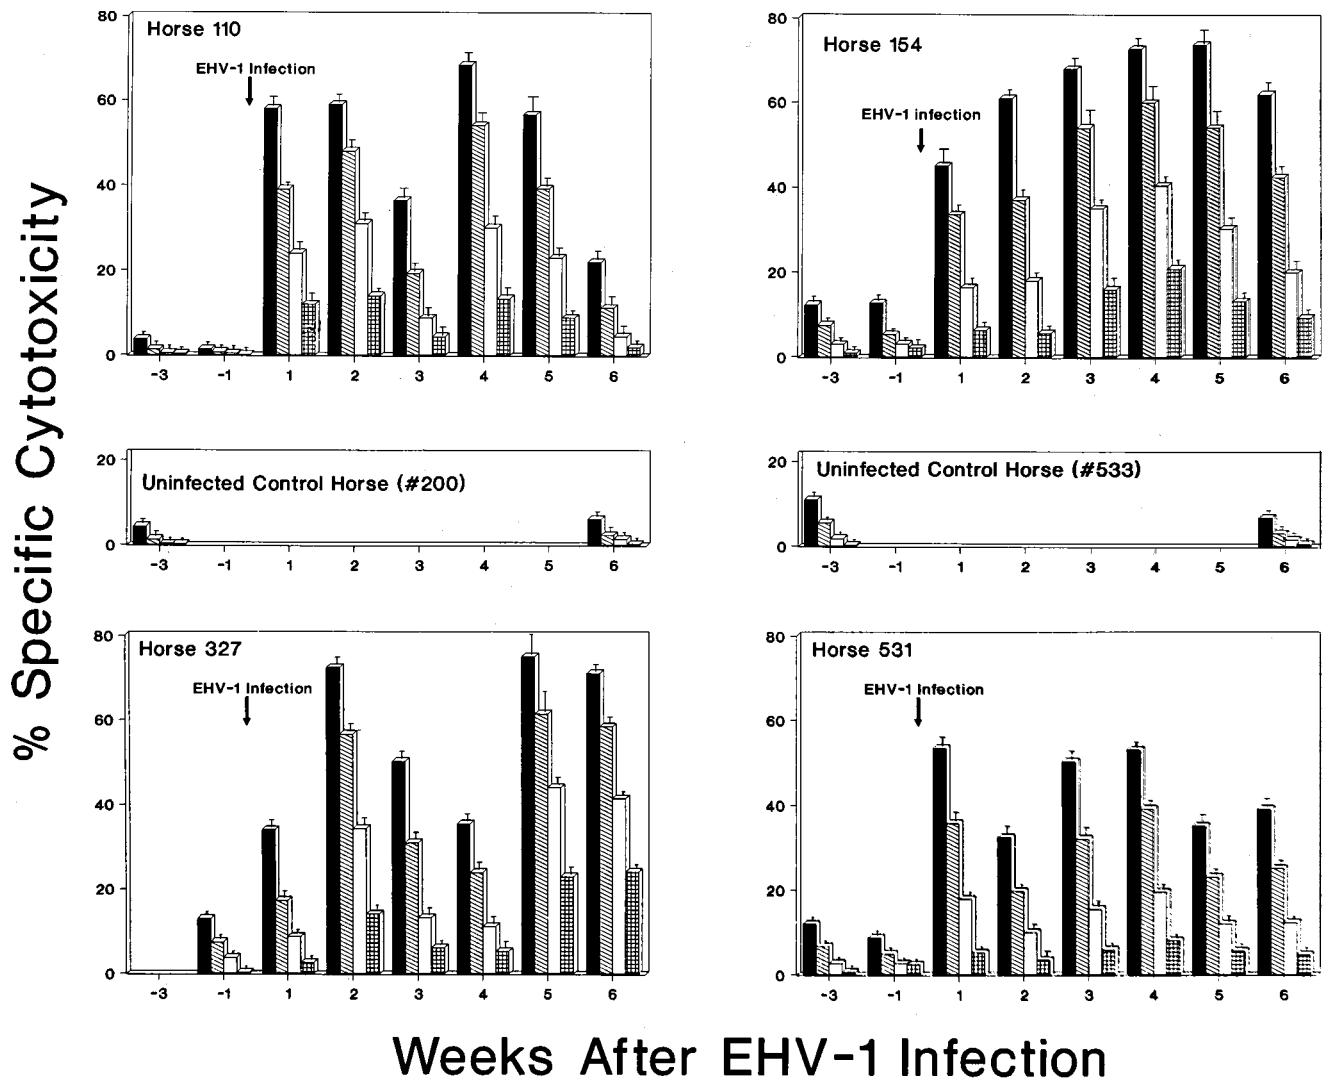 % Specific Cytotoxicity
Horse 110
EHV-1 Infection
80
60
40
20
0
-3 -1 1 2 3 4 5 6
Horse 154
EHV-1 infection
80
60
40
20
0
-3 -1 1 2 3 4 5 6
Uninfected Control Horse (#200)
20
0
-3 -1 1 2 3 4 5 6
Uninfected Control Horse (#533)
20
0
-3 -1 1 2 3 4 5 6
Horse 327
EHV-1 Infection
80
60
40
20
0
-3 -1 1 2 3 4 5 6
Horse 531
EHV-1 Infection
80
60
40
20
0
-3 -1 1 2 3 4 5 6
Weeks After EHV-1 Infection